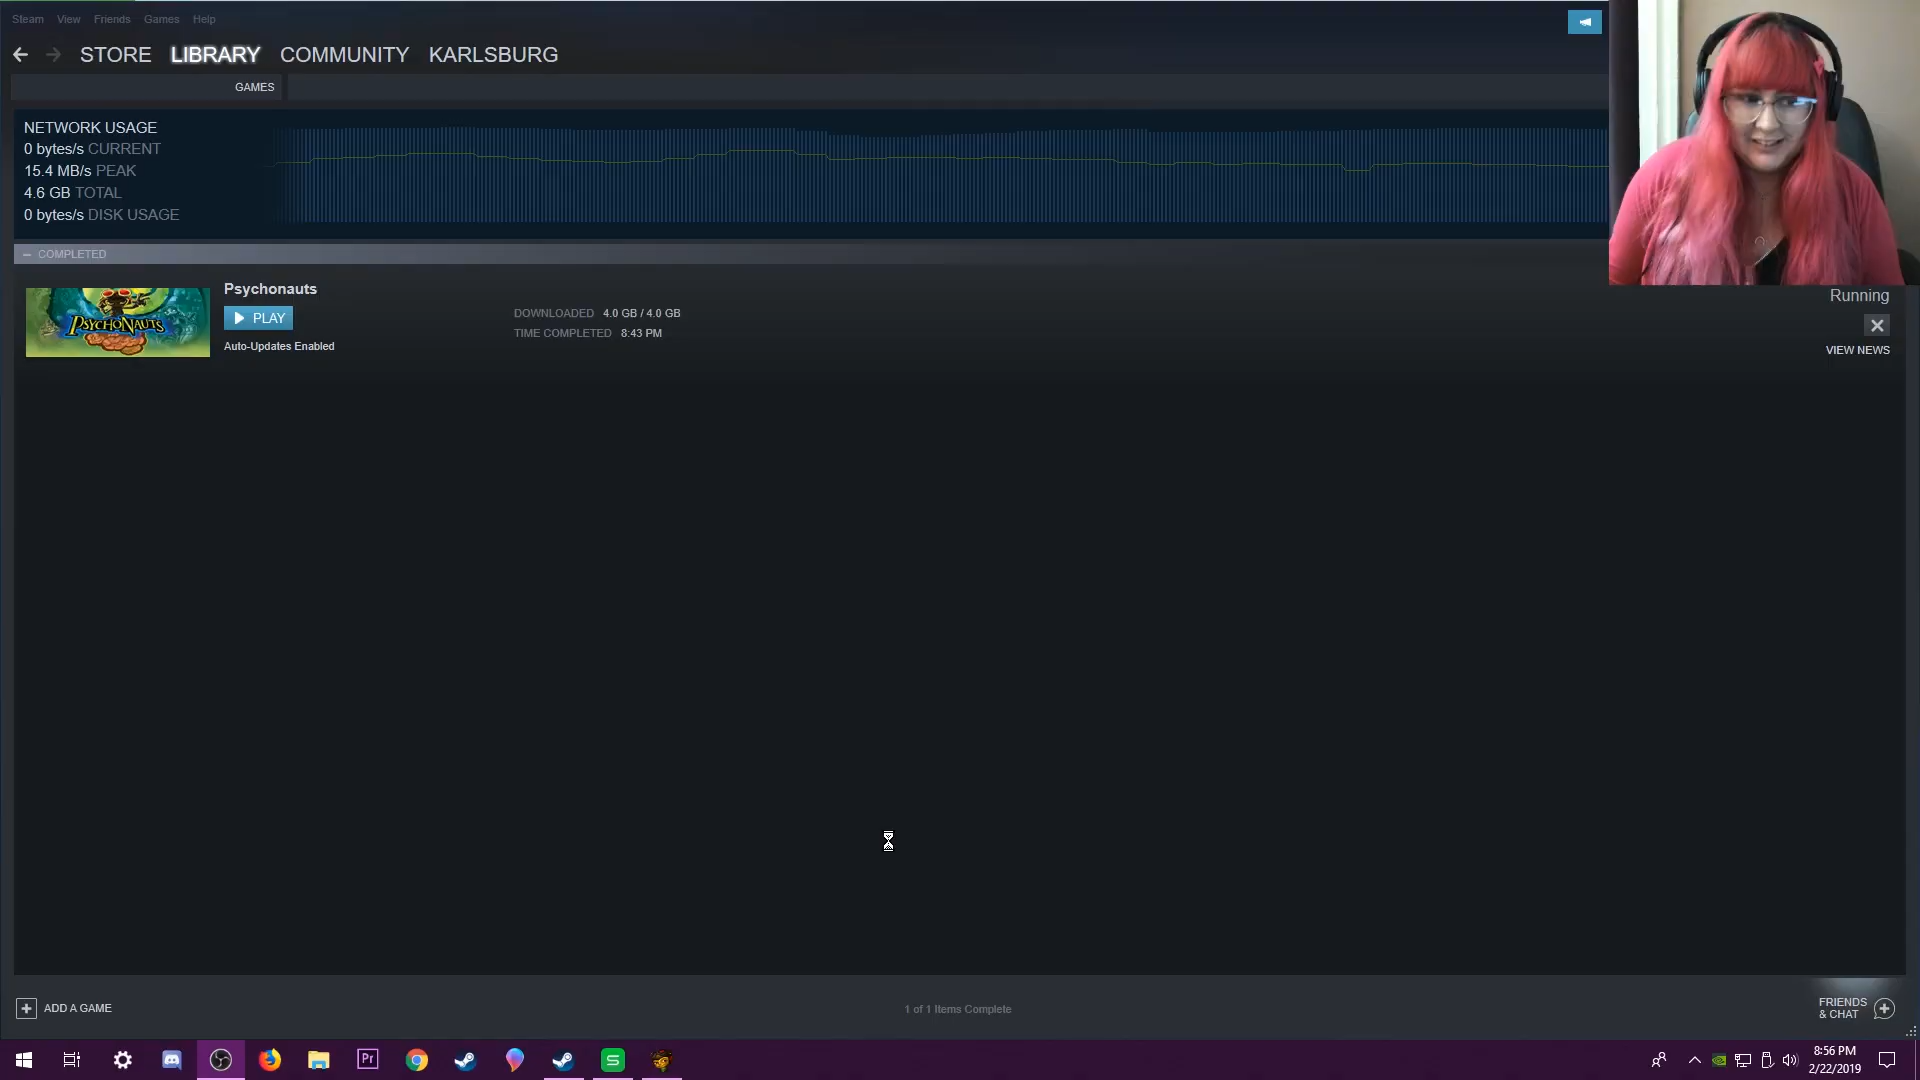 Steam View Friends Games Help
STORE LIBRARY COMMUNITY KARLSBURG
GAMES
NETWORK USAGE
0 bytes/s CURRENT
15.4 MB/s PEAK
4.6 GB TOTAL
0 bytes/s DISK USAGE
COMPLETED
PSYCHONAUTS
Psychonauts
PLAY
Auto-Updates Enabled
DOWNLOADED 4.0 GB / 4.0 GB
TIME COMPLETED 8:43 PM
Running
VIEW NEWS
ADD A GAME
1 of 1 Items Complete
FRIENDS
& CHAT
Pr
S
8:56 PM
2/22/2019